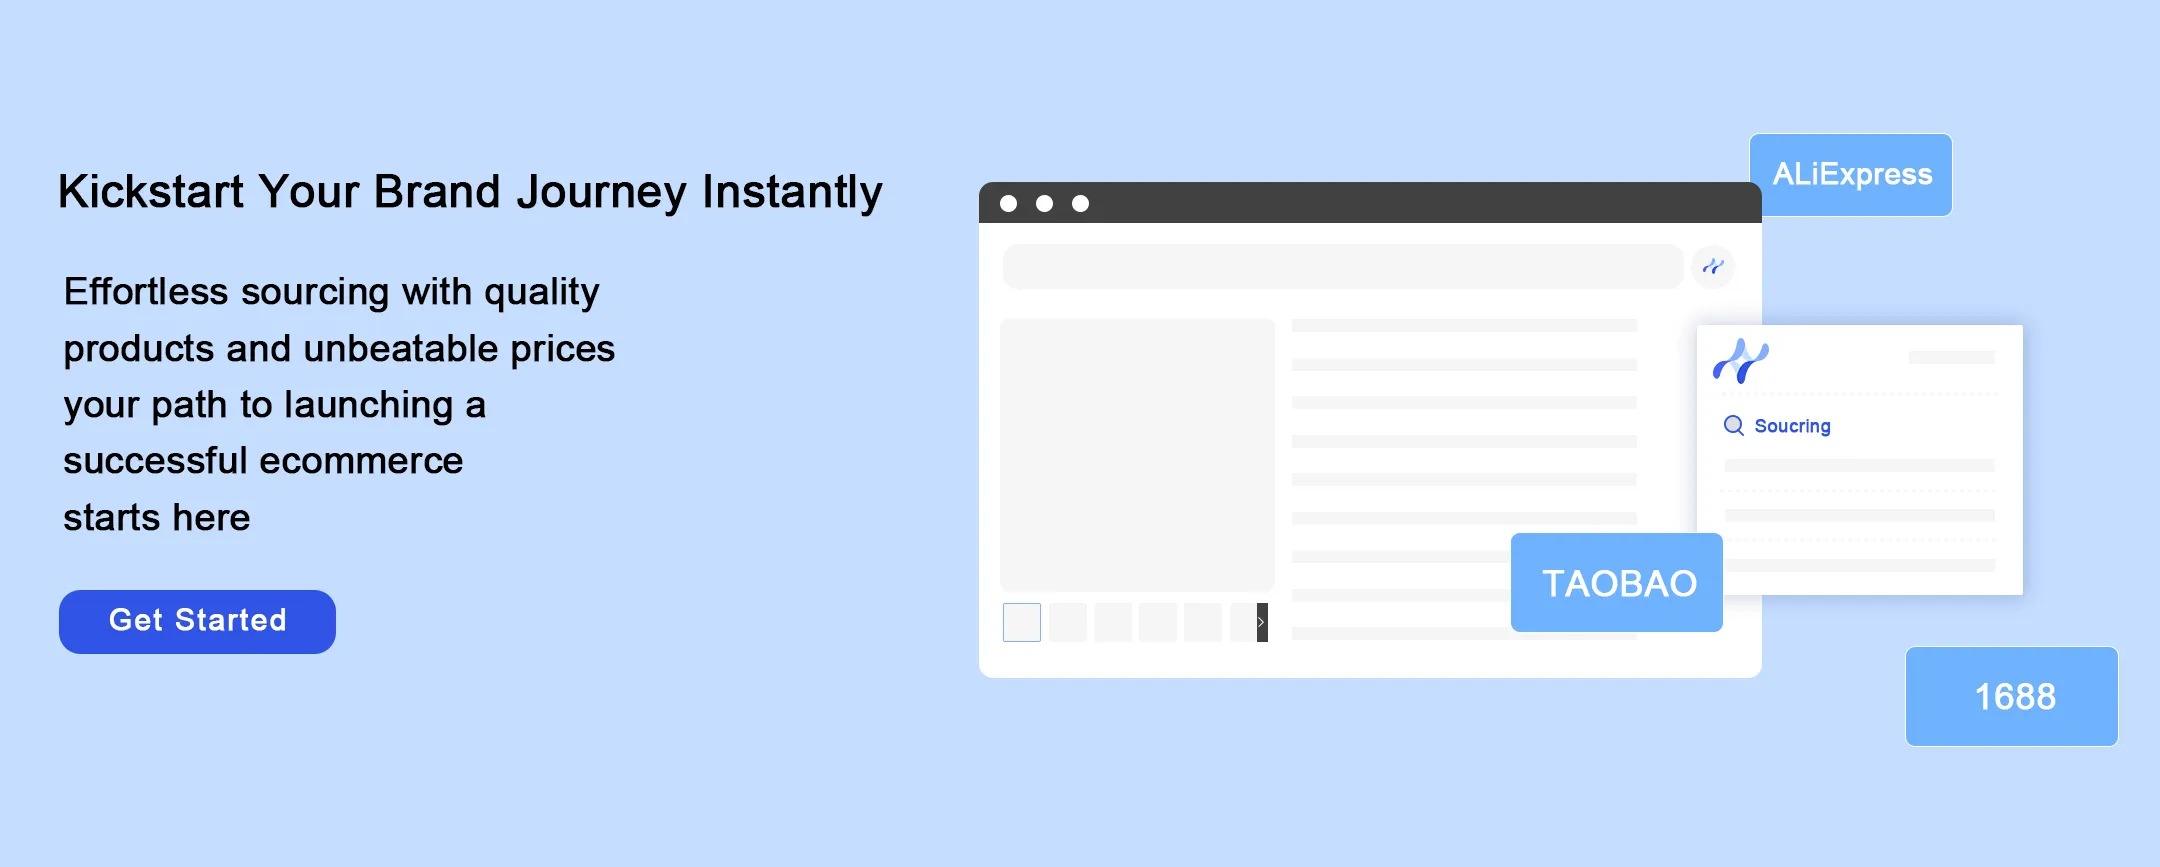 Kickstart Your Brand Journey Instantly
Effortless sourcing with quality
products and unbeatable prices
your path to launching a
successful ecommerce
starts here
Get Started
ALiExpress
Soucring
TAOBAO
1688